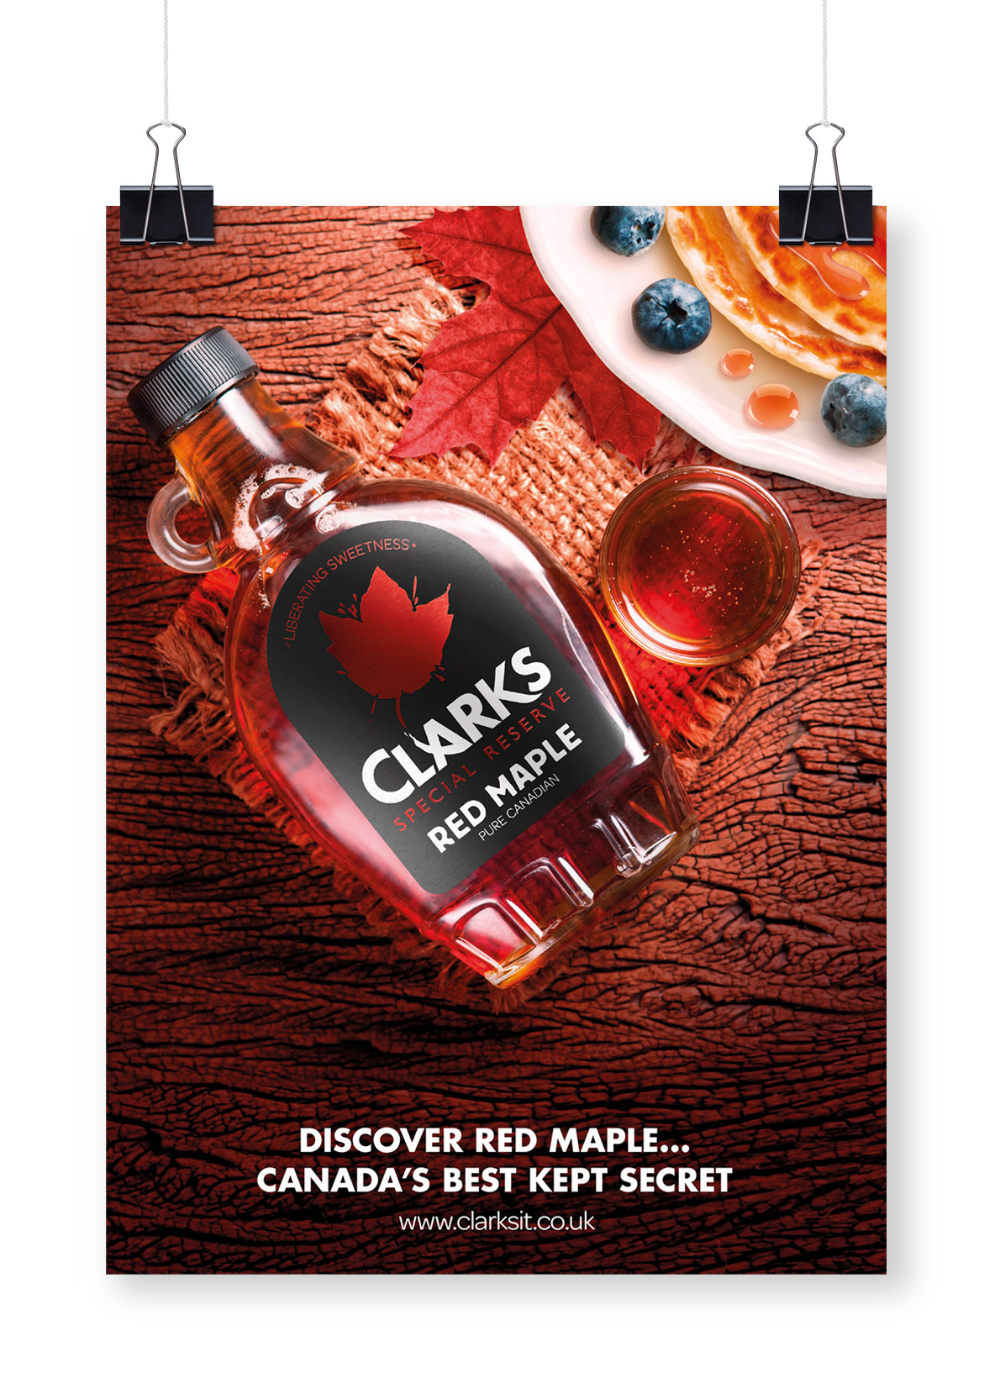 • LIBERATING SWEETNESS •
CLARKS
SPECIAL RESERVE
RED MAPLE
PURE CANADIAN
DISCOVER RED MAPLE...
CANADA'S BEST KEPT SECRET
www.clarksit.co.uk